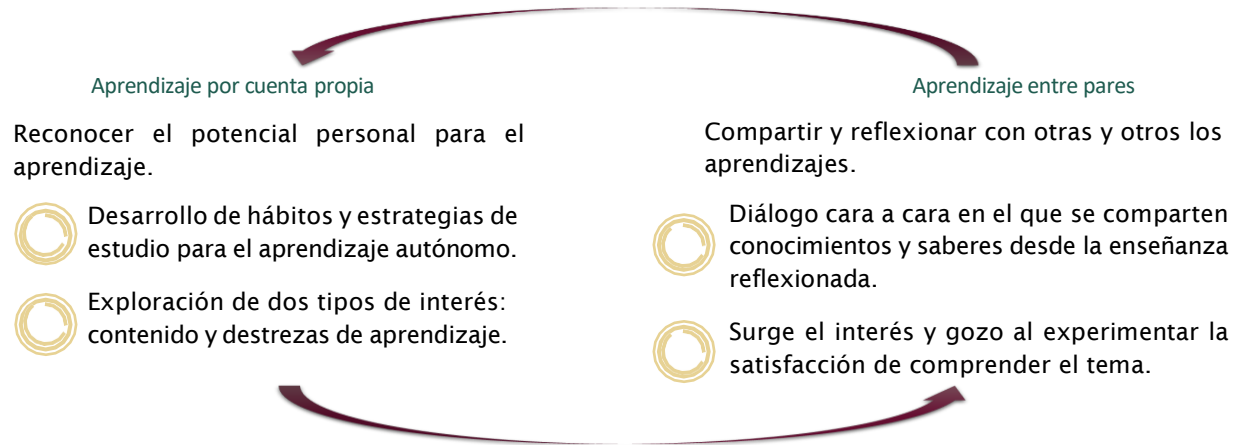 Aprendizaje por cuenta propia
Reconocer el potencial personal para el
aprendizaje.
Desarrollo de hábitos y estrategias de
estudio para el aprendizaje autónomo.
Exploración de dos tipos de interés:
contenido y destrezas de aprendizaje.
Aprendizaje entre pares
Compartir y reflexionar con otras y otros los
aprendizajes.
Diálogo cara a cara en el que se comparten
conocimientos y saberes desde la enseñanza
reflexionada.
Surge el interés y gozo al experimentar la
satisfacción de comprender el tema.